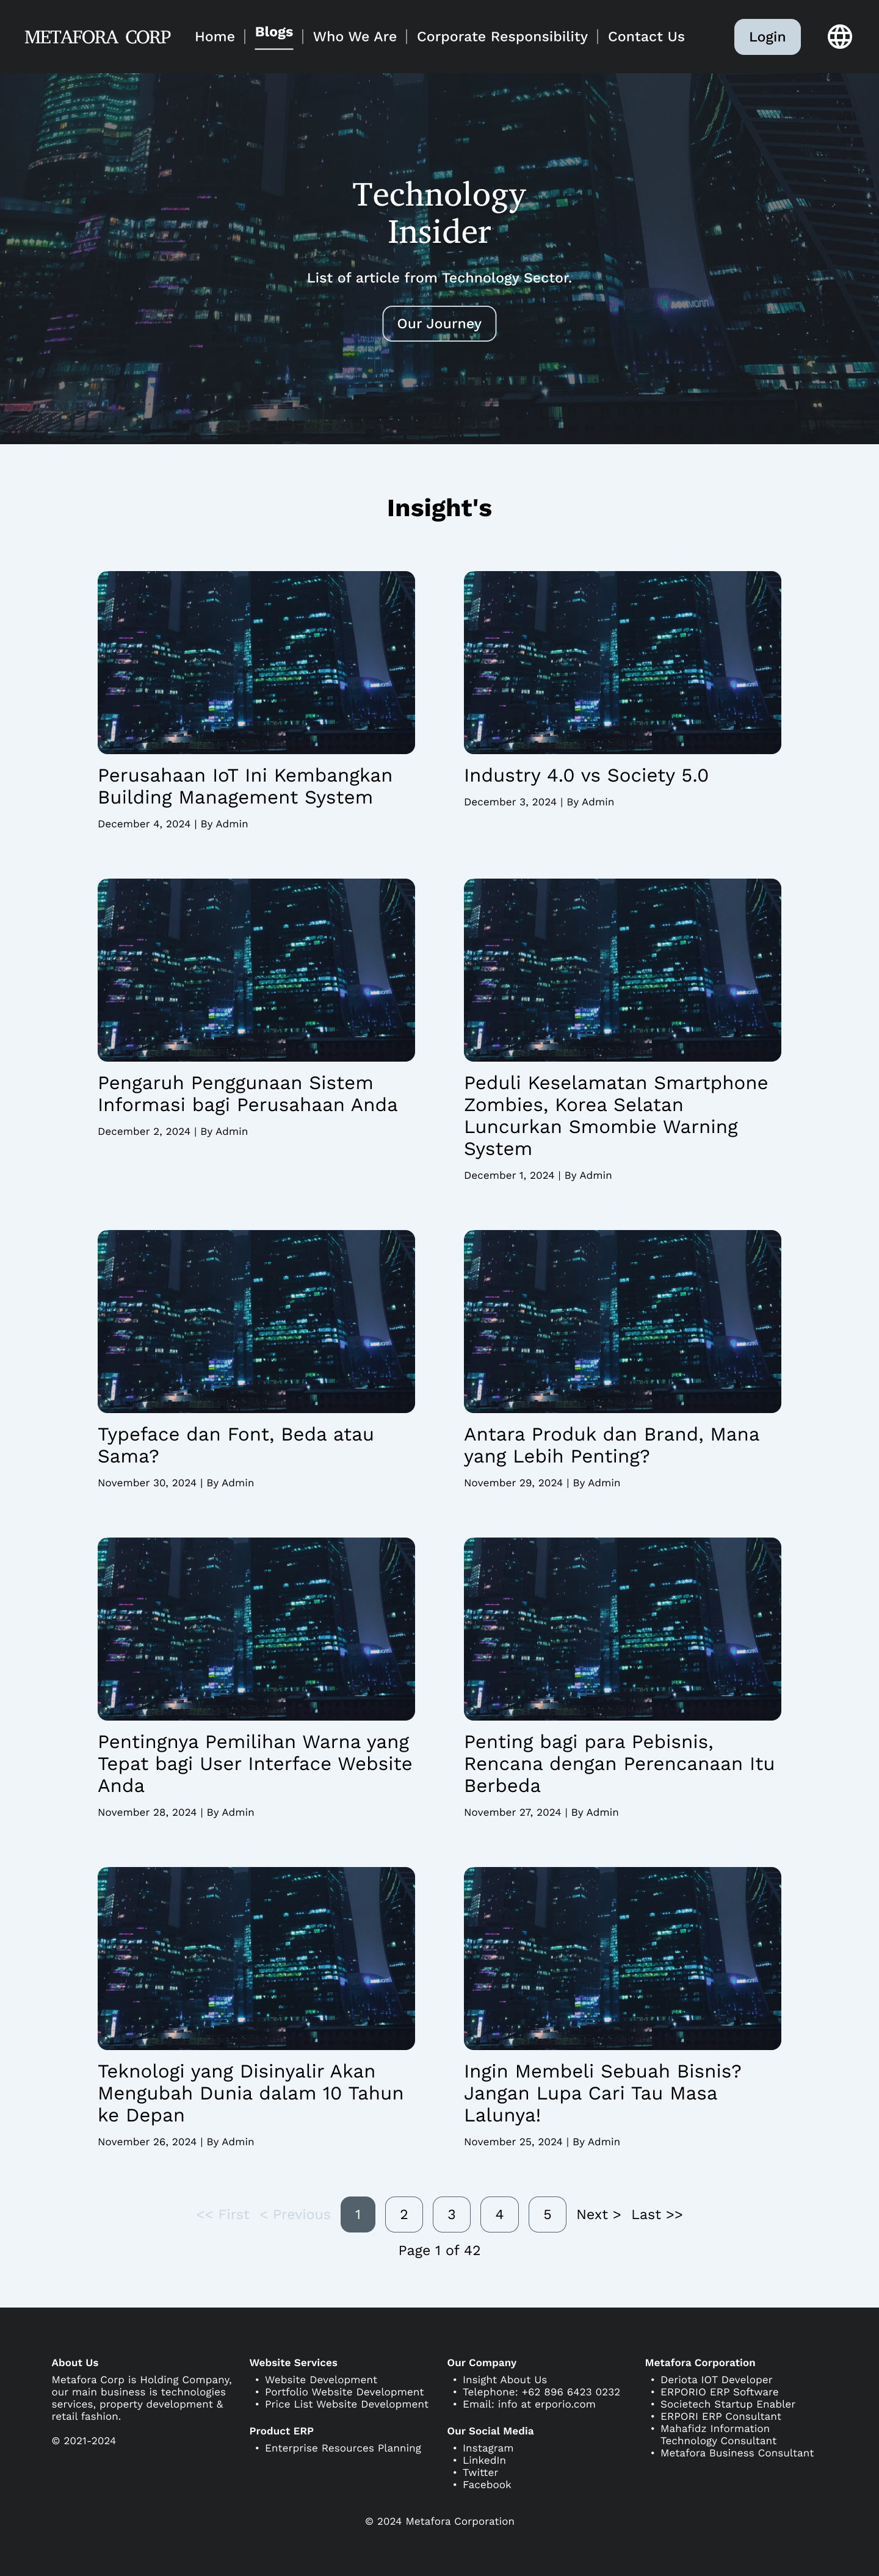 METAFORA CORP
Home | Blogs | Who We Are | Corporate Responsibility | Contact Us
Login
Technology
Insider
List of article from Technology Sector.
Our Journey
Insight's
Perusahaan IoT Ini Kembangkan
Building Management System
December 4, 2024 | By Admin
Industry 4.0 vs Society 5.0
December 3, 2024 | By Admin
Pengaruh Penggunaan Sistem
Informasi bagi Perusahaan Anda
December 2, 2024 | By Admin
Peduli Keselamatan Smartphone
Zombies, Korea Selatan
Luncurkan Smombie Warning
System
December 1, 2024 | By Admin
Typeface dan Font, Beda atau
Sama?
November 30, 2024 | By Admin
Antara Produk dan Brand, Mana
yang Lebih Penting?
November 29, 2024 | By Admin
Pentingnya Pemilihan Warna yang
Tepat bagi User Interface Website
Anda
November 28, 2024 | By Admin
Penting bagi para Pebisnis,
Rencana dengan Perencanaan Itu
Berbeda
November 27, 2024 | By Admin
Teknologi yang Disinyalir Akan
Mengubah Dunia dalam 10 Tahun
ke Depan
November 26, 2024 | By Admin
Ingin Membeli Sebuah Bisnis?
Jangan Lupa Cari Tau Masa
Lalunya!
November 25, 2024 | By Admin
<< First < Previous 1 2 3 4 5 Next > Last >>
Page 1 of 42
About Us
Metafora Corp is Holding Company,
our main business is technologies
services, property development &
retail fashion.
© 2021-2024
Website Services
• Website Development
• Portfolio Website Development
• Price List Website Development
Product ERP
• Enterprise Resources Planning
Our Company
• Insight About Us
• Telephone: +62 896 6423 0232
• Email: info at erporio.com
Our Social Media
• Instagram
• LinkedIn
• Twitter
• Facebook
Metafora Corporation
• Deriota IOT Developer
• ERPORIO ERP Software
• Societech Startup Enabler
• ERPORI ERP Consultant
• Mahafidz Information
Technology Consultant
• Metafora Business Consultant
© 2024 Metafora Corporation